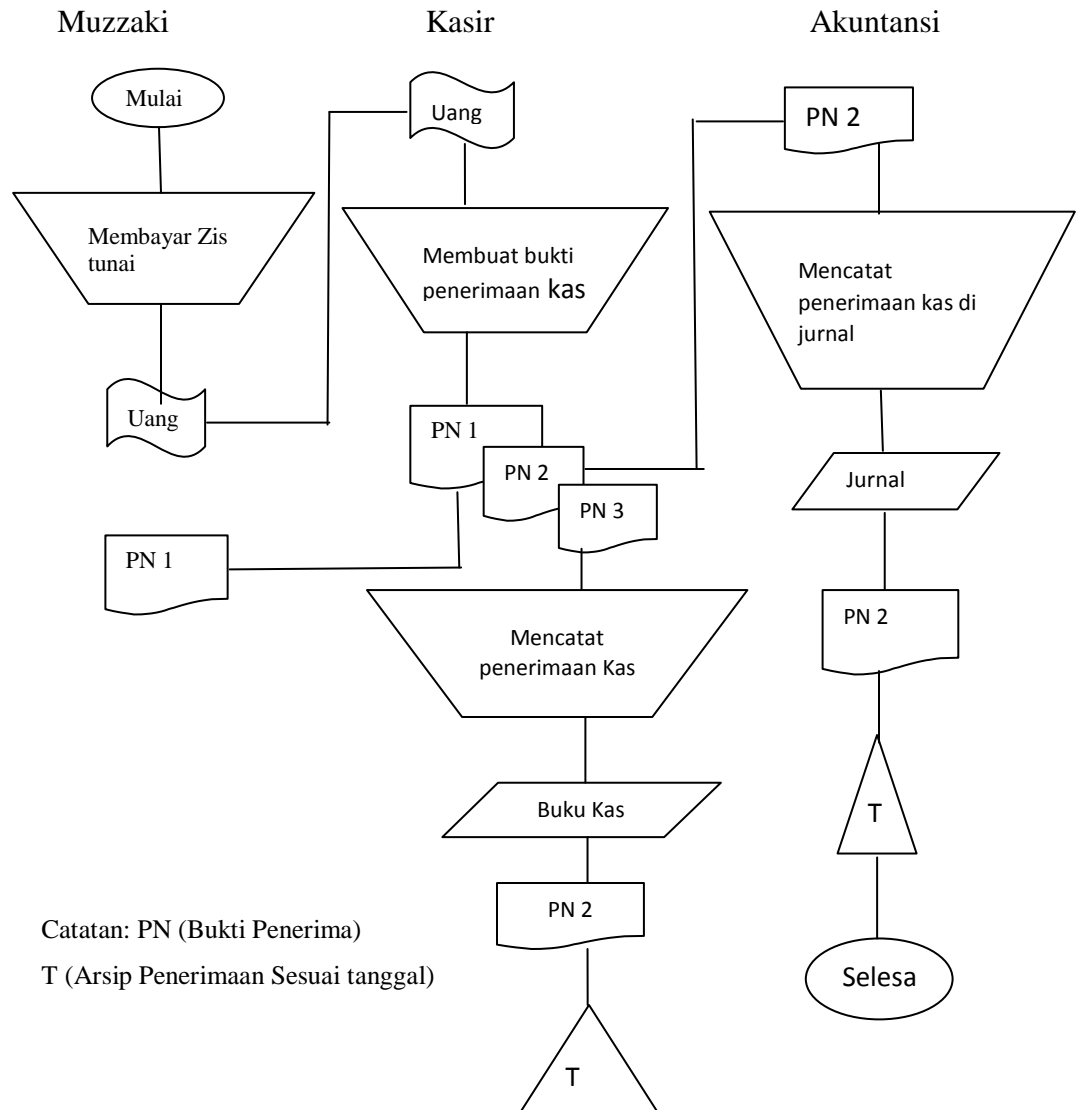 Muzzaki
Kasir
Akuntansi
Mulai
Membayar Zis
tunai
Uang
Uang
Membuat bukti
penerimaan kas
PN 1
PN 2
PN 3
PN 1
Mencatat
penerimaan Kas
Buku Kas
PN 2
T
PN 2
Mencatat
penerimaan kas di
jurnal
Jurnal
PN 2
T
Selesa
Catatan: PN (Bukti Penerima)
T (Arsip Penerimaan Sesuai tanggal)